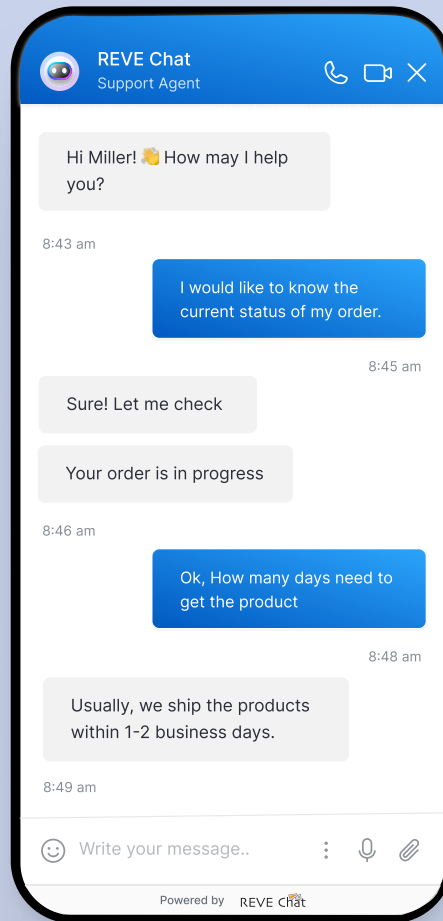 REVE Chat
Support Agent
Hi Miller! 👋 How may I help
you?
8:43 am
I would like to know the
current status of my order.
8:45 am
Sure! Let me check
Your order is in progress
8:46 am
Ok, How many days need to
get the product
8:48 am
Usually, we ship the products
within 1-2 business days.
8:49 am
Write your message..
Powered by REVE Chat